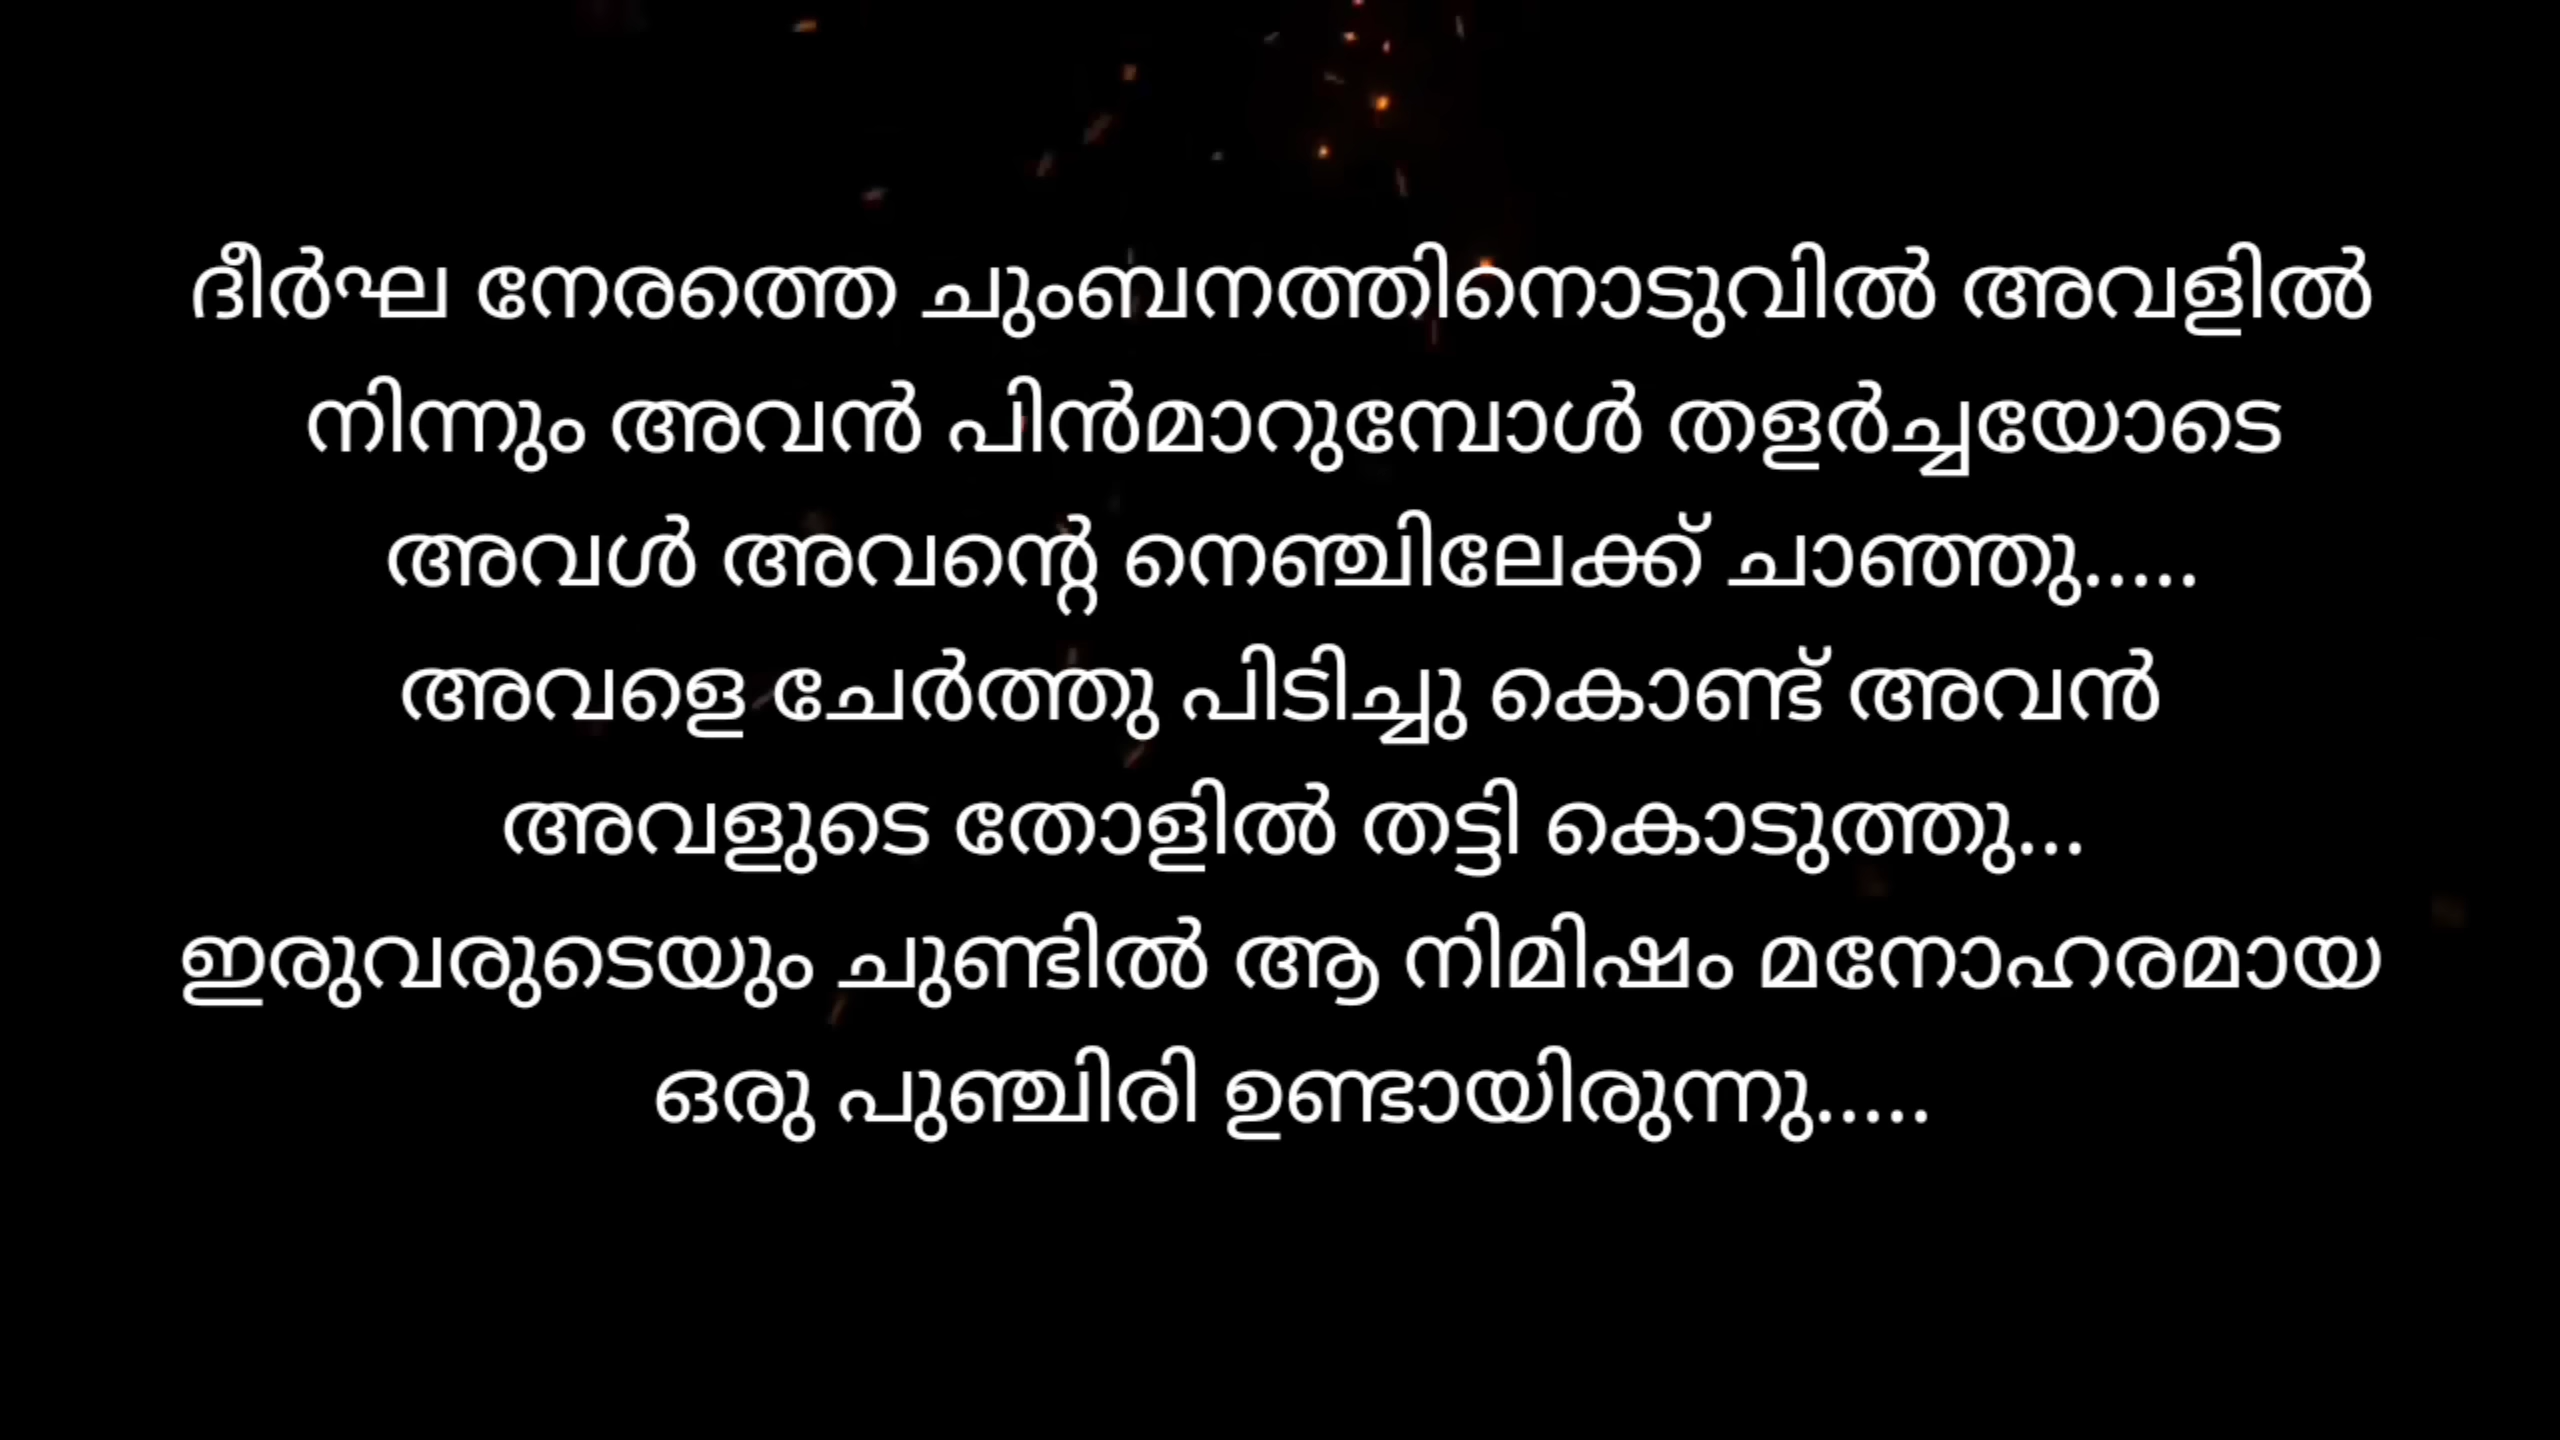 ദീർഘ നേരത്തെ ചുംബനത്തിനൊടുവിൽ അവളിൽ
നിന്നും അവൻ പിൻമാറുമ്പോൾ തളർച്ചയോടെ
അവൾ അവന്റെ നെഞ്ചിലേക്ക് ചാഞ്ഞു.....
അവളെ ചേർത്തു പിടിച്ചു കൊണ്ട് അവൻ
അവളുടെ തോളിൽ തട്ടി കൊടുത്തു...
ഇരുവരുടെയും ചുണ്ടിൽ ആ നിമിഷം മനോഹരമായ
ഒരു പുഞ്ചിരി ഉണ്ടായിരുന്നു.....